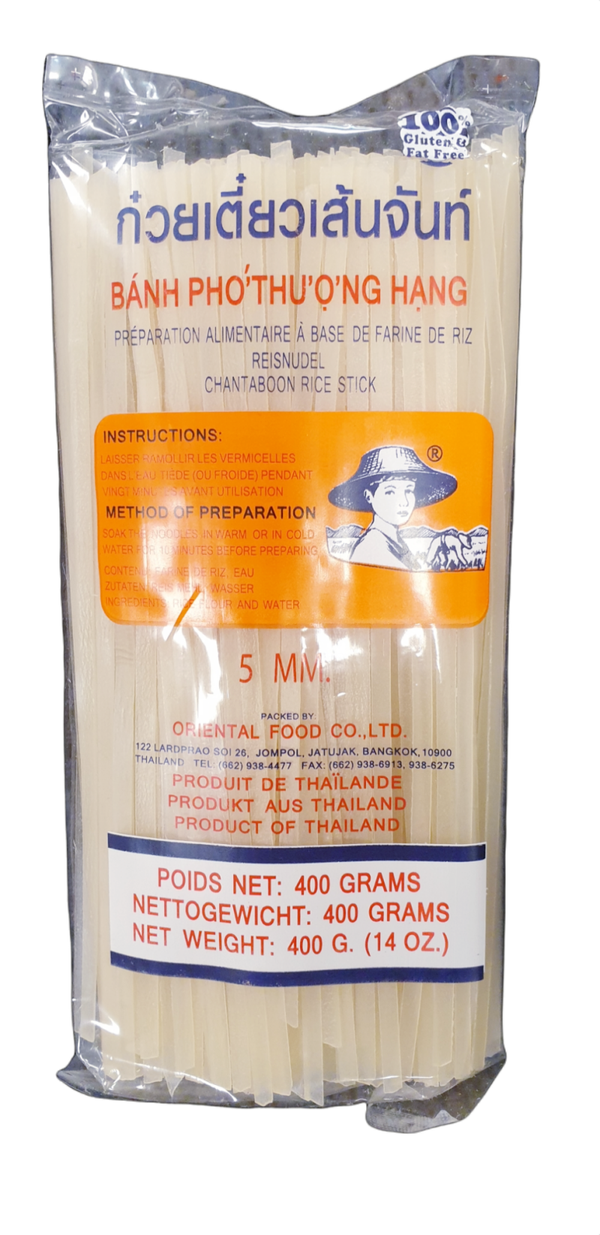 100%
Gluten &
Fat Free
ก๋วยเตี๋ยวเส้นจันท์
BÁNH PHỞ THƯỢNG HẠNG
PRÉPARATION ALIMENTAIRE À BASE DE FARINE DE RIZ
REISNUDEL
CHANTABOON RICE STICK
INSTRUCTIONS:
LAISSER RAMOLLIR LES VERMICELLES
DANS L'EAU TIÈDE (OU FROIDE) PENDANT
VINGT MINUTES AVANT UTILISATION
METHOD OF PREPARATION
SOAK THE NOODLES IN WARM OR IN COLD
WATER FOR 10 MINUTES BEFORE PREPARING
FARINE DE RIZ, EAU
WASSER
INGREDIENTS: RICE FLOUR AND WATER
®
5 MM.
PACKED BY:
ORIENTAL FOOD CO.,LTD.
122 LARDPRAO SOI 26, JOMPOL, JATUJAK, BANGKOK,10900
THAILAND TEL: (662) 938-4477 FAX: (662) 938-6913, 938-6275
PRODUIT DE THAÏLANDE
PRODUKT AUS THAILAND
PRODUCT OF THAILAND
POIDS NET: 400 GRAMS
NETTOGEWICHT: 400 GRAMS
NET WEIGHT: 400 G. (14 OZ.)